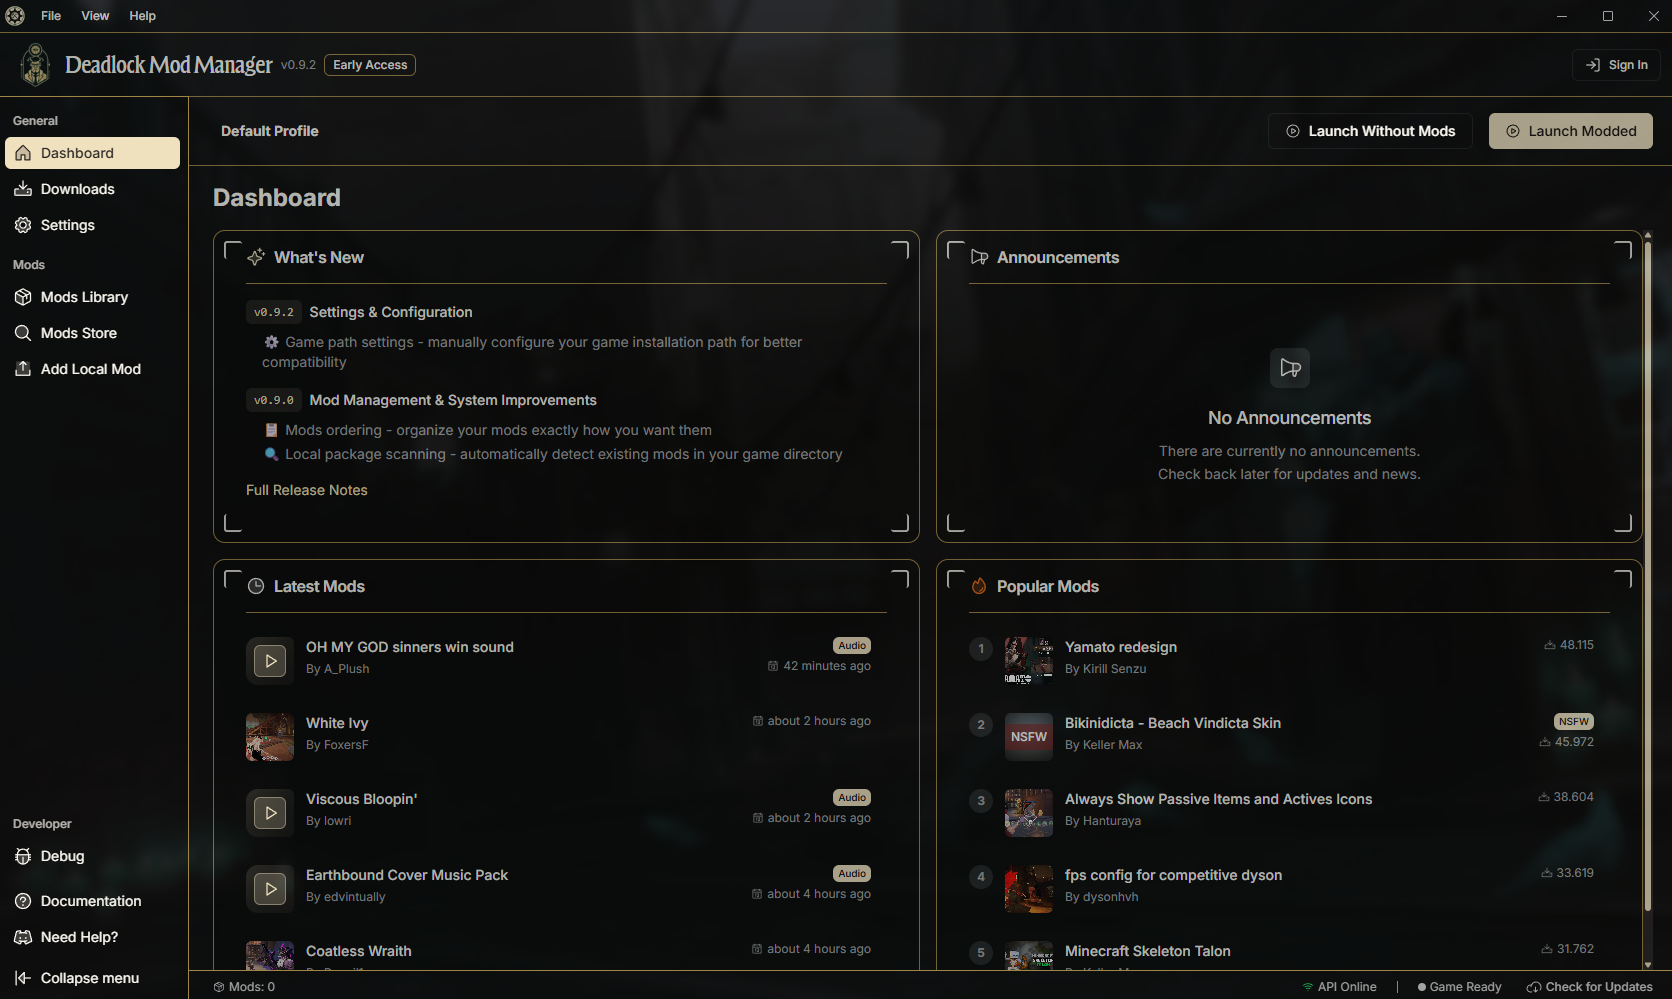 File View Help
Deadlock Mod Manager v0.9.2 Early Access
Sign In
General
Dashboard
Downloads
Settings
Mods
Mods Library
Mods Store
Add Local Mod
Developer
Debug
Documentation
Need Help?
Collapse menu
Default Profile
Launch Without Mods
Launch Modded
Dashboard
What's New
v0.9.2 Settings & Configuration
Game path settings - manually configure your game installation path for better
compatibility
v0.9.0 Mod Management & System Improvements
Mods ordering - organize your mods exactly how you want them
Local package scanning - automatically detect existing mods in your game directory
Full Release Notes
Announcements
No Announcements
There are currently no announcements.
Check back later for updates and news.
Latest Mods
OH MY GOD sinners win sound Audio
By A_Plush 42 minutes ago
White Ivy about 2 hours ago
By FoxersF
Viscous Bloopin' Audio
By lowri about 2 hours ago
Earthbound Cover Music Pack Audio
By edvintually about 4 hours ago
Coatless Wraith about 4 hours ago
Popular Mods
1 Yamato redesign 48.115
By Kirill Senzu
2 NSFW Bikinidicta - Beach Vindicta Skin NSFW
By Keller Max 45.972
3 Always Show Passive Items and Actives Icons 38.604
By Hanturaya
4 fps config for competitive dyson 33.619
By dysonhvh
5 Minecraft Skeleton Talon 31.762
Mods: 0
API Online | Game Ready Check for Updates